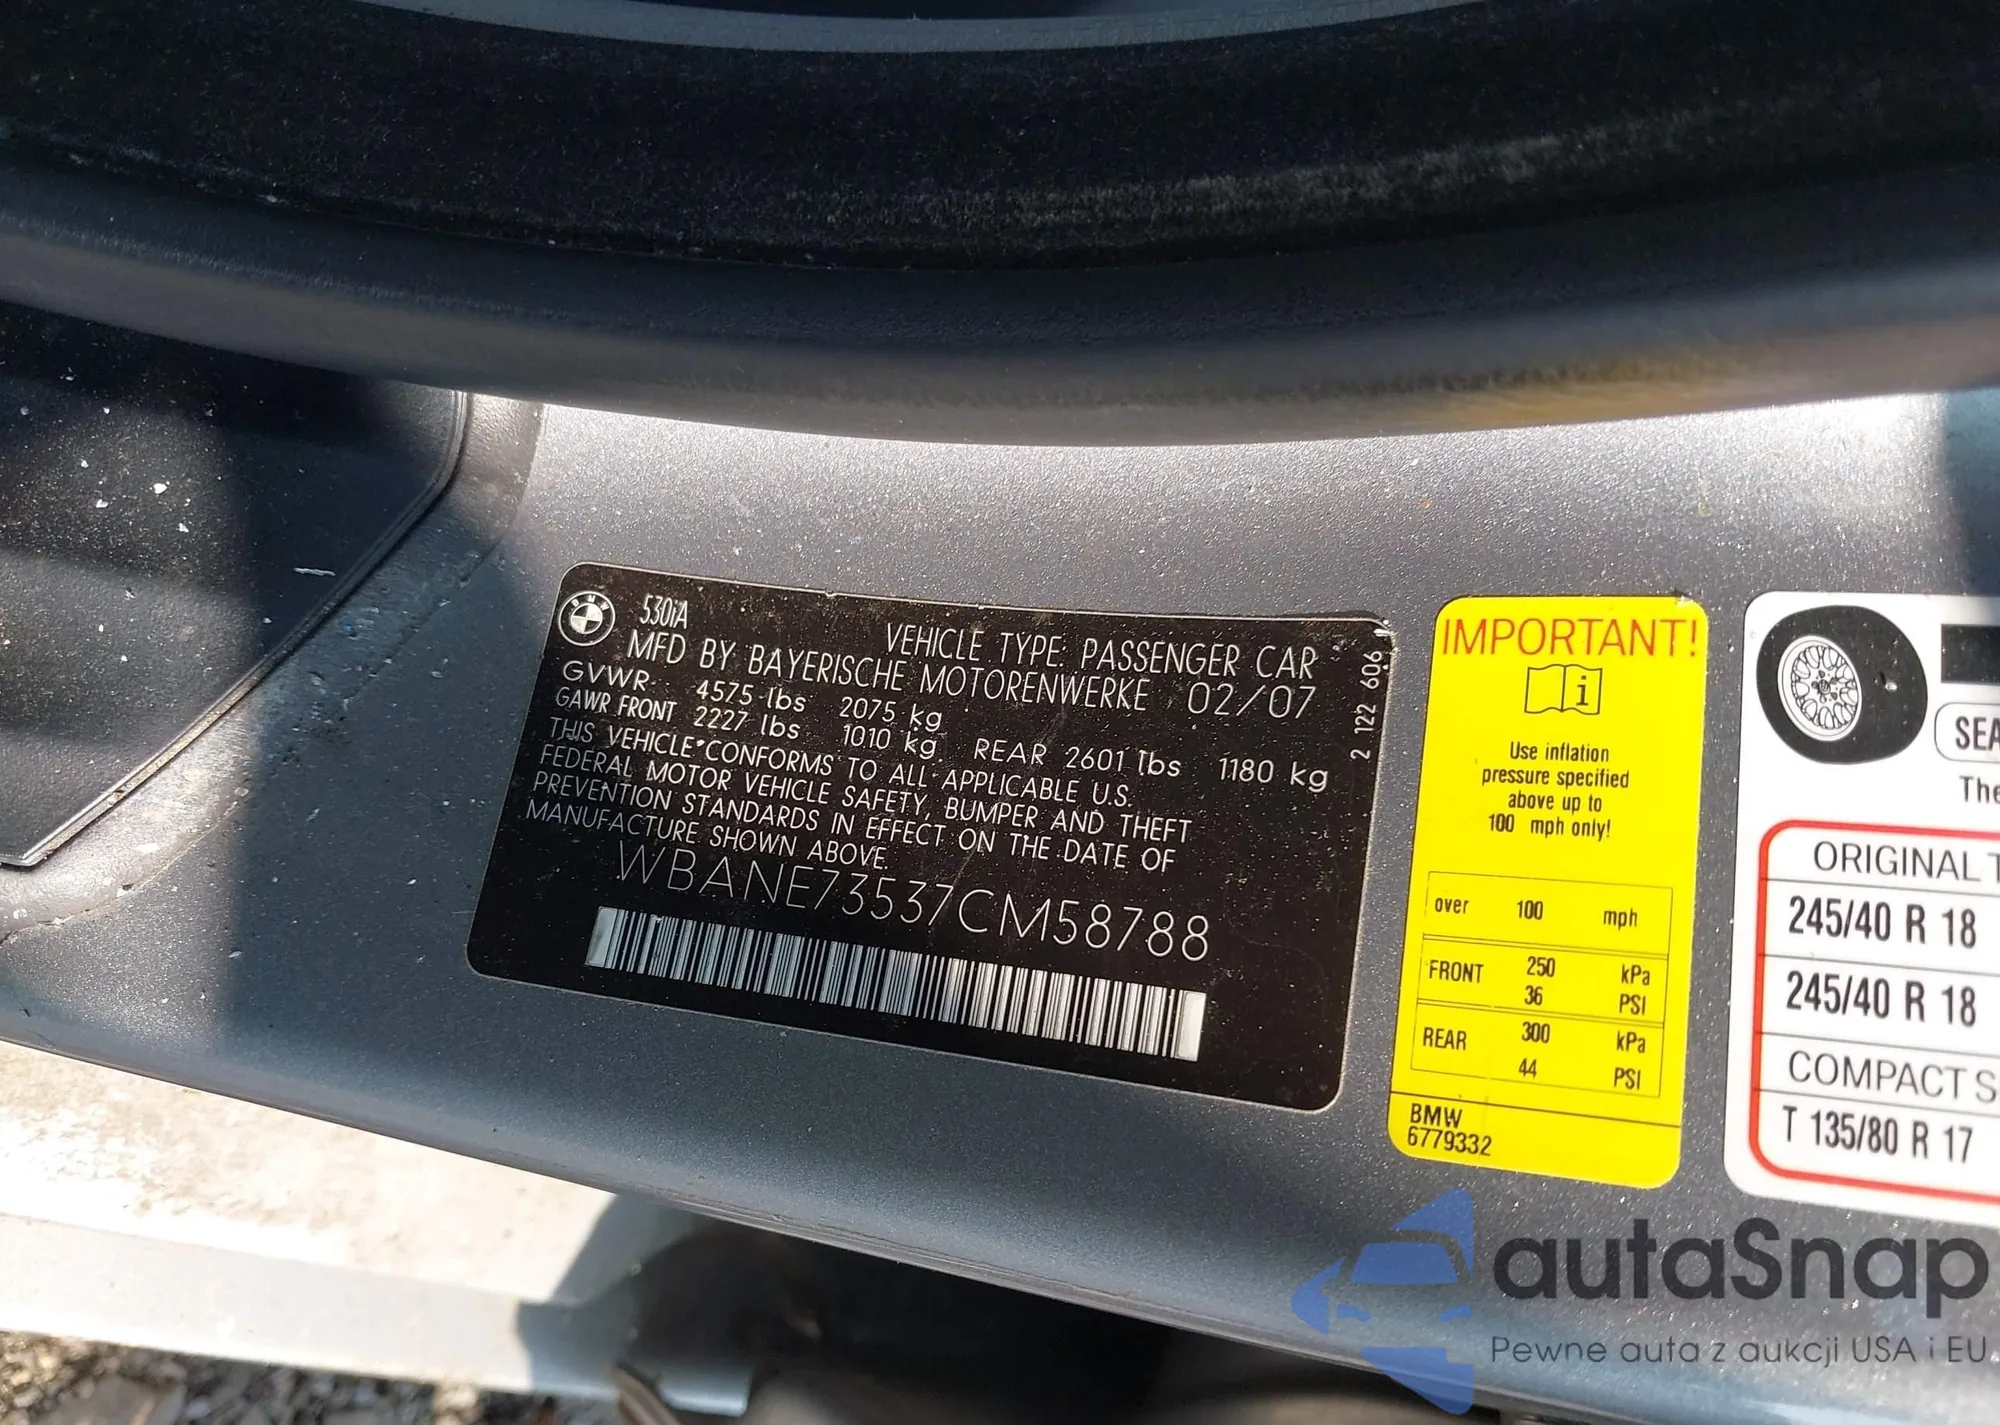 BMW
530iA
VEHICLE TYPE: PASSENGER CAR
MFD BY BAYERISCHE MOTORENWERKE 02/07
GVWR 4575 lbs 2075 kg
GAWR FRONT 2227 lbs 1010 kg REAR 2601 lbs 1180 kg
THIS VEHICLE CONFORMS TO ALL APPLICABLE U.S.
FEDERAL MOTOR VEHICLE SAFETY, BUMPER AND THEFT
PREVENTION STANDARDS IN EFFECT ON THE DATE OF
MANUFACTURE SHOWN ABOVE.
WBANE73537CM58788
2 122 606
IMPORTANT!
i
Use inflation
pressure specified
above up to
100 mph only!
over 100 mph
FRONT 250 kPa
36 PSI
REAR 300 kPa
44 PSI
BMW
6779332
SEA
The
ORIGINAL T
245/40 R 18
245/40 R 18
COMPACT S
T 135/80 R 17
autaSnap
Pewne auta z aukcji USA i EU